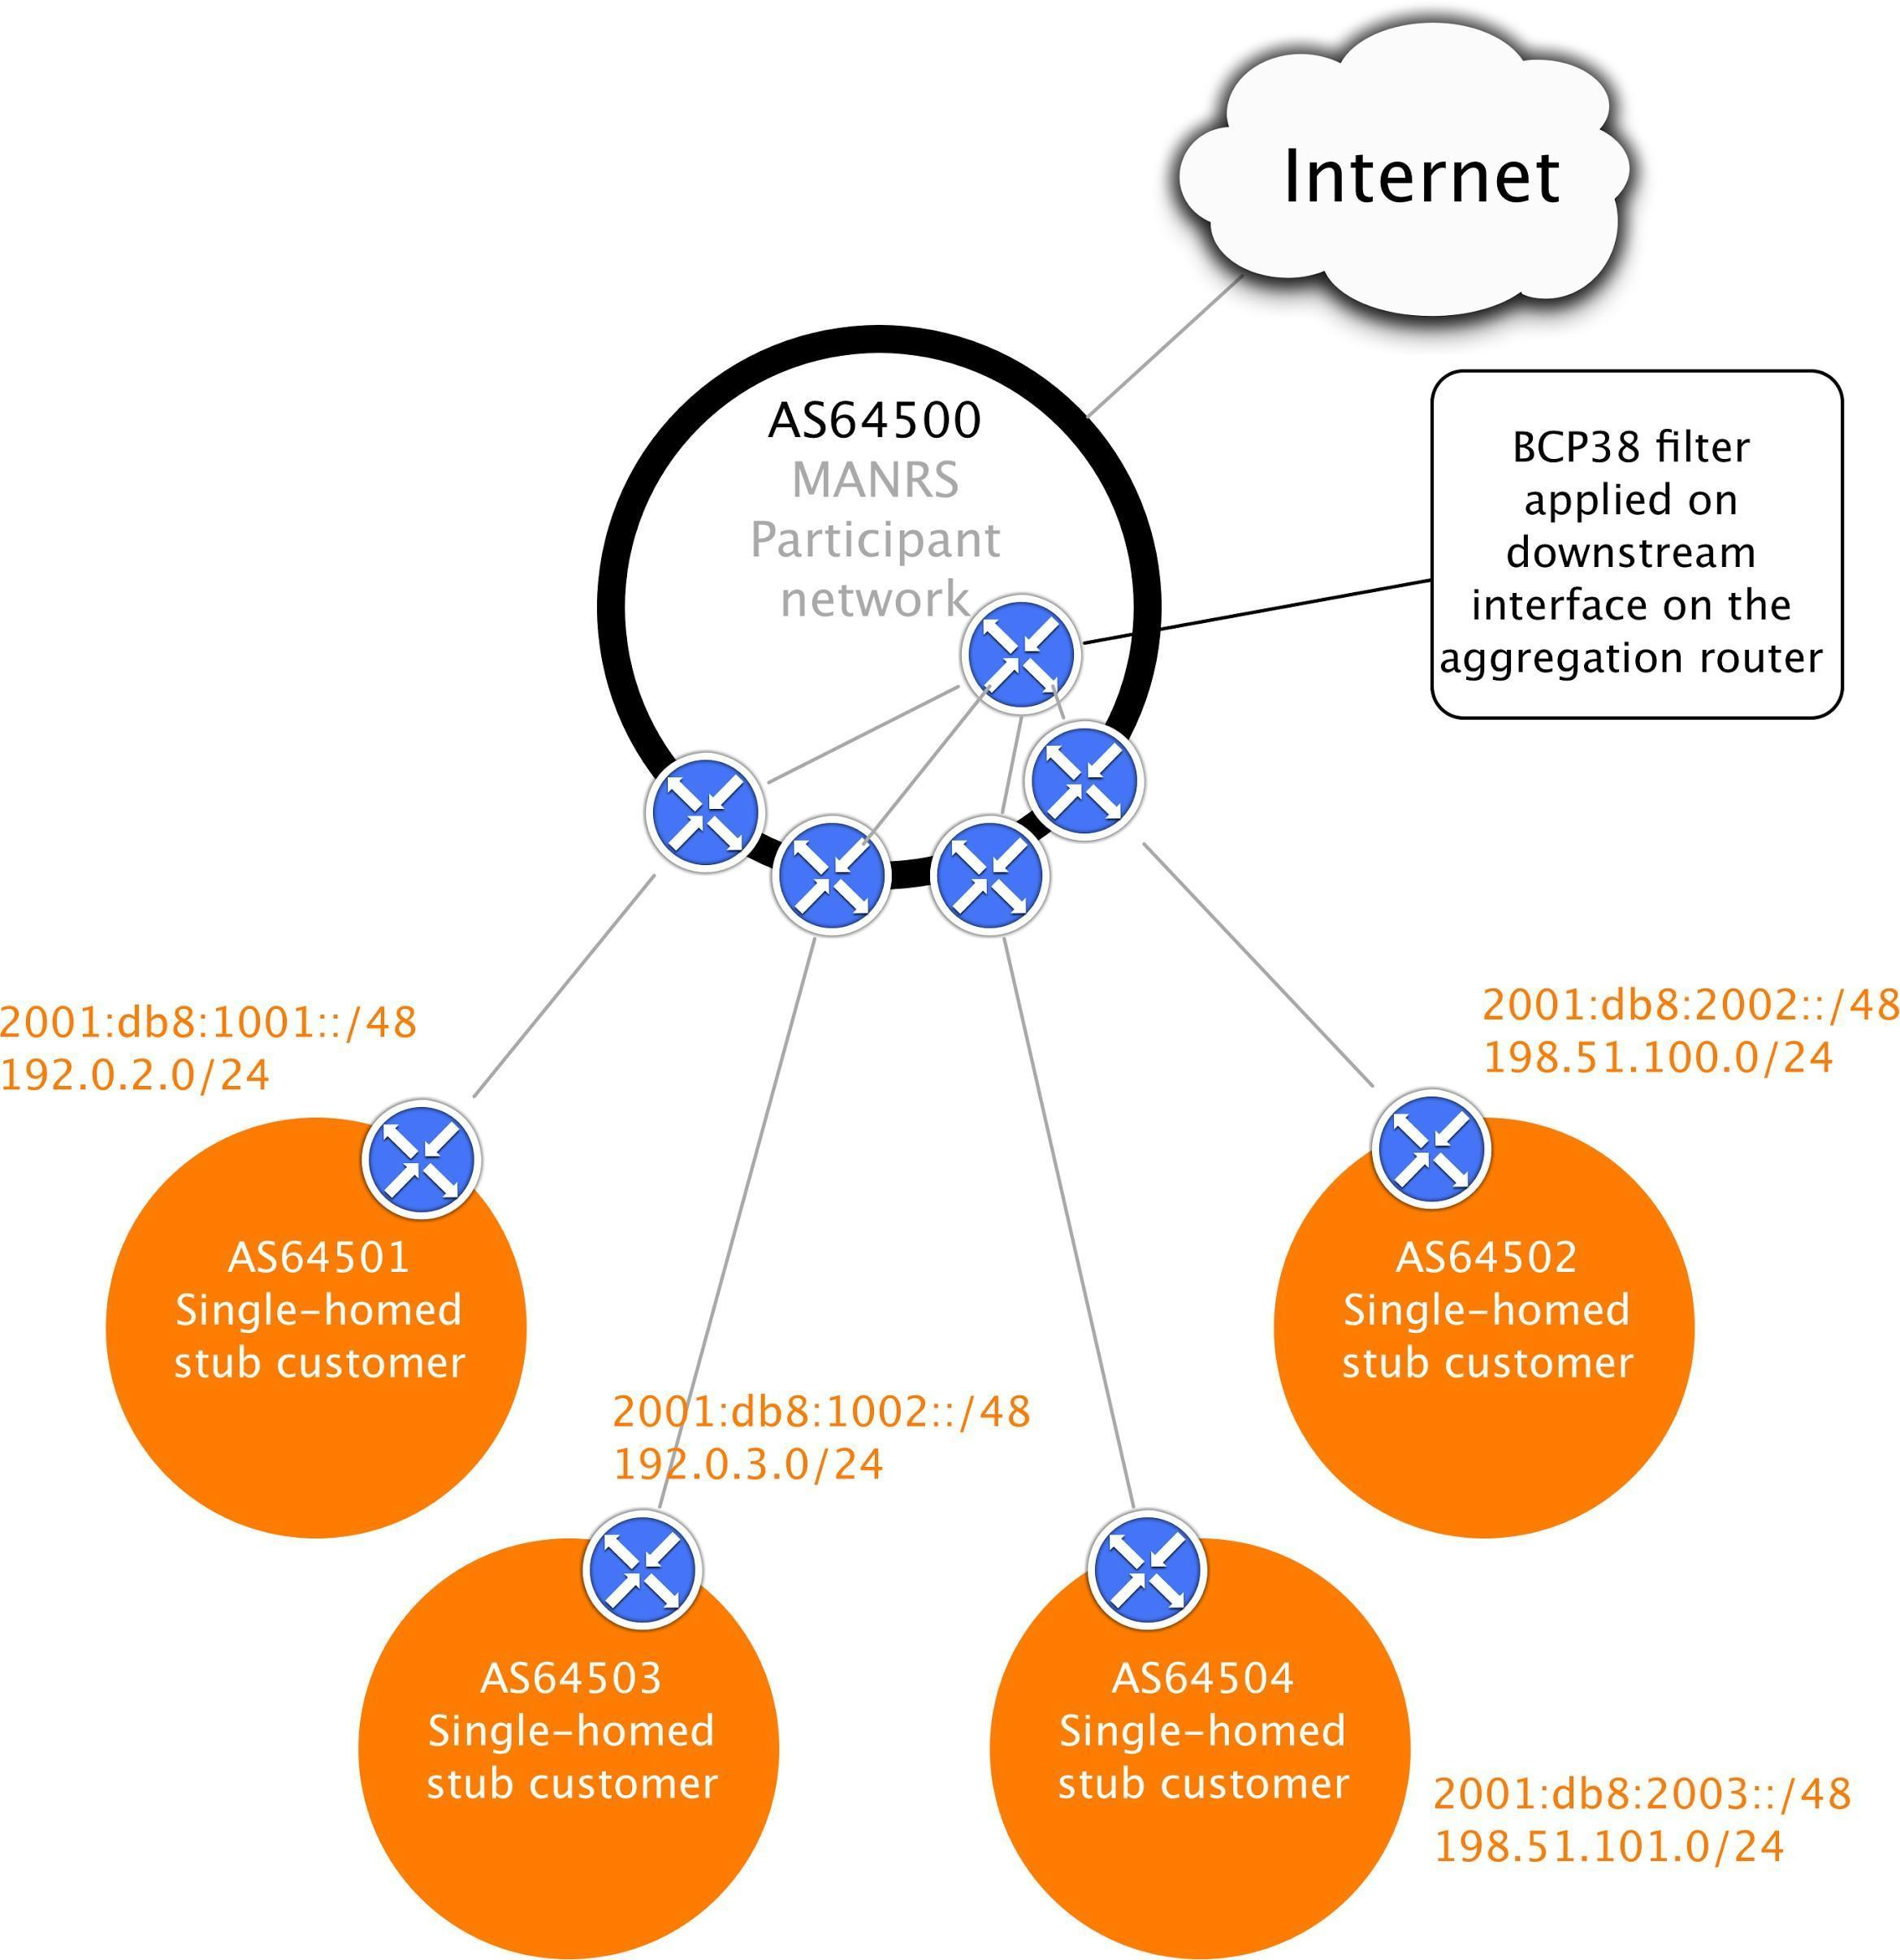 Internet
AS64500
MANRS
Participant
network
BCP38 filter
applied on
downstream
interface on the
aggregation router
2001:db8:1001::/48
192.0.2.0/24
2001:db8:2002::/48
198.51.100.0/24
AS64501
Single-homed
stub customer
AS64502
Single-homed
stub customer
2001:db8:1002::/48
192.0.3.0/24
AS64503
Single-homed
stub customer
AS64504
Single-homed
stub customer
2001:db8:2003::/48
198.51.101.0/24